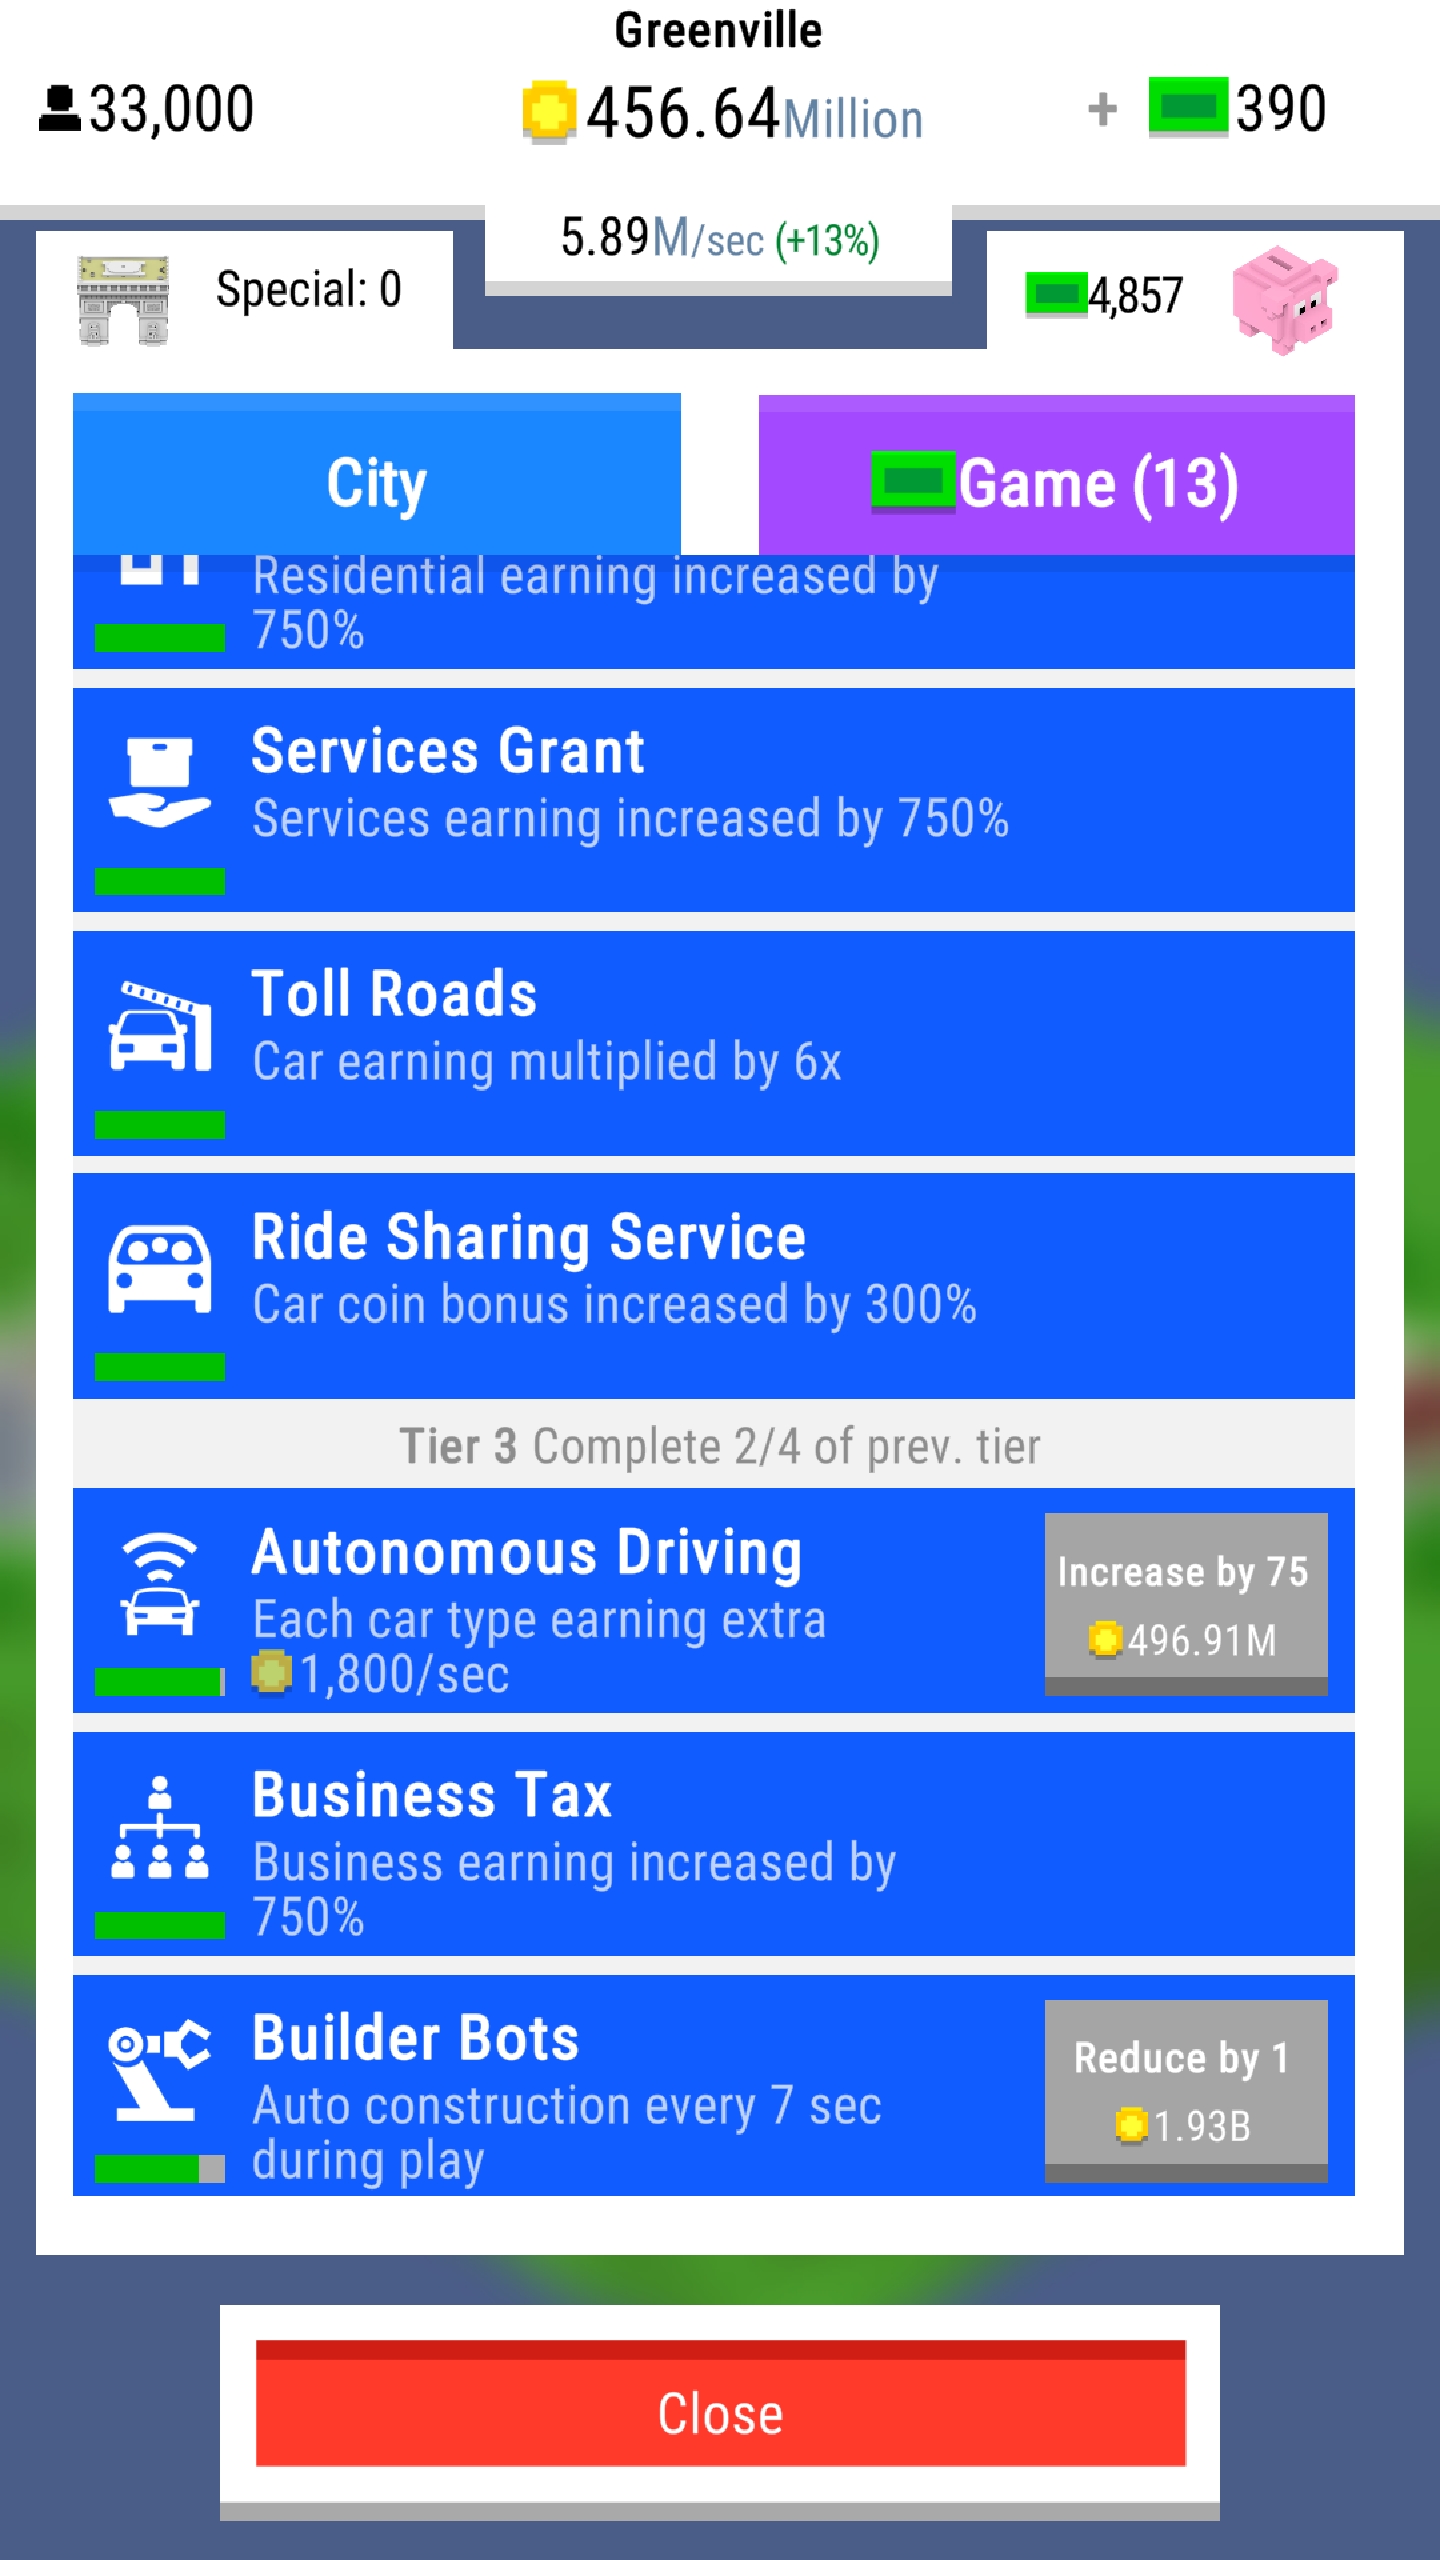 Greenville
33,000
456.64Million
+ 390
5.89M/sec (+13%)
Special: 0
4,857
City
Game (13)
Residential earning increased by
750%
Services Grant
Services earning increased by 750%
Toll Roads
Car earning multiplied by 6x
Ride Sharing Service
Car coin bonus increased by 300%
Tier 3 Complete 2/4 of prev. tier
Autonomous Driving
Each car type earning extra
1,800/sec
Increase by 75
496.91M
Business Tax
Business earning increased by
750%
Builder Bots
Auto construction every 7 sec
during play
Reduce by 1
1.93B
Close